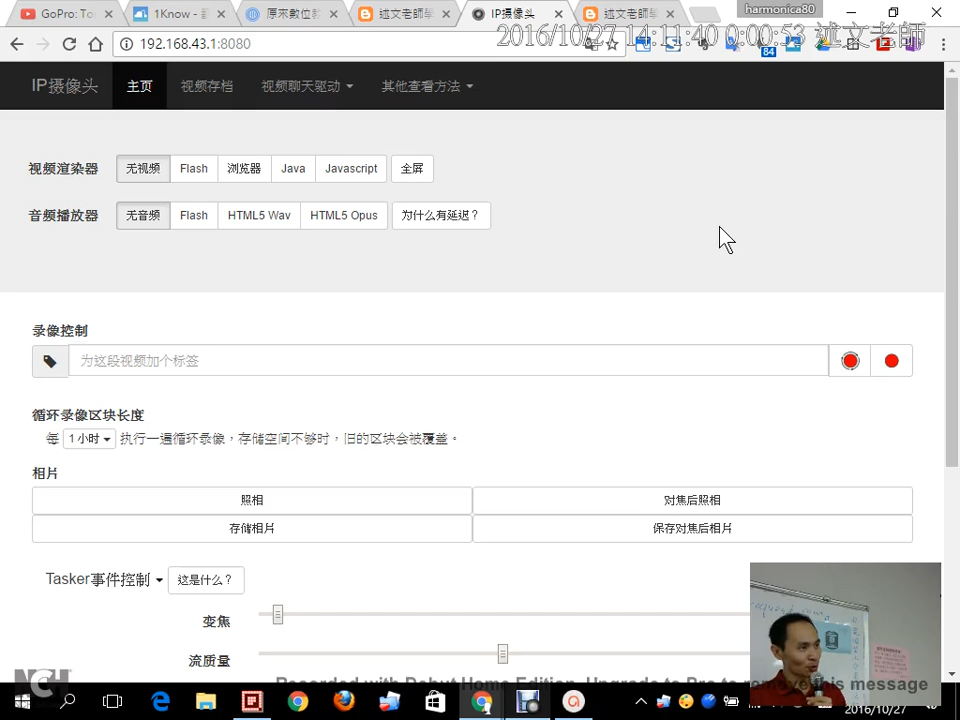 GoPro: To
1Know -
原來數位教
述文老師學
IP摄像头
述文老師学
harmonica80
192.168.43.1:8080
84
2016/10/27 14:11:40 0:00:53 述文老師
IP摄像头 主页 视频存档 视频聊天驱动 其他查看方法
视频渲染器 无视频 Flash 浏览器 Java Javascript 全屏
音频播放器 无音频 Flash HTML5 Wav HTML5 Opus 为什么有延迟？
录像控制
为这段视频加个标签
循环录像区块长度
每 1 小时 执行一遍循环录像，存储空间不够时，旧的区块会被覆盖。
相片
照相 对焦后照相
存储相片 保存对焦后相片
Tasker事件控制 这是什么？
变焦
流质量
NCH
Recorded with Debut Home Edition. Upgrade to Pro to remove this message
2016/10/27